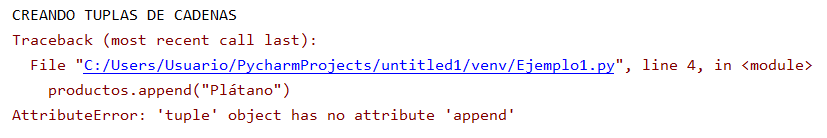 CREANDO TUPLAS DE CADENAS
Traceback (most recent call last):
  File "C:/Users/Usuario/PycharmProjects/untitled1/venv/Ejemplo1.py", line 4, in <module>
    productos.append("Plátano")
AttributeError: 'tuple' object has no attribute 'append'